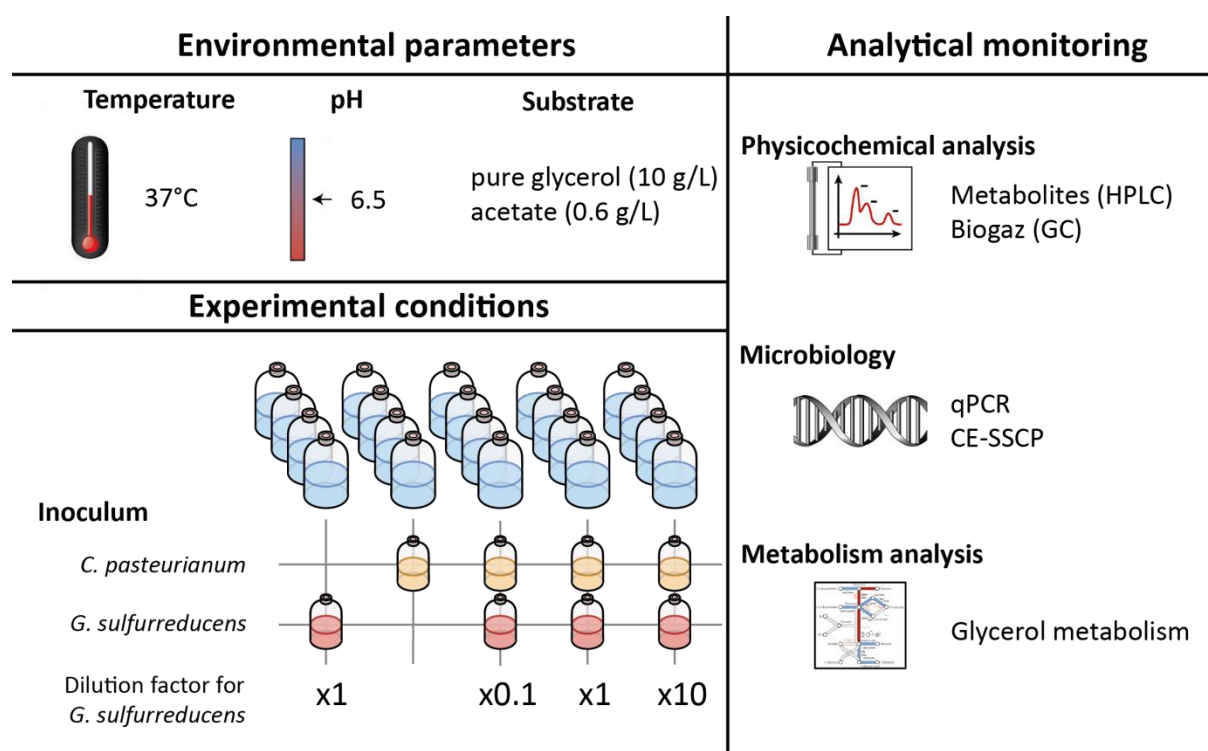 Environmental parameters
Temperature
pH
Substrate
37°C
6.5
pure glycerol (10 g/L)
acetate (0.6 g/L)
Experimental conditions
Inoculum
C. pasteurianum
G. sulfurreducens
Dilution factor for
G. sulfurreducens
x1
x0.1
x1
x10
Analytical monitoring
Physicochemical analysis
Metabolites (HPLC)
Biogaz (GC)
Microbiology
qPCR
CE-SSCP
Metabolism analysis
Glycerol metabolism